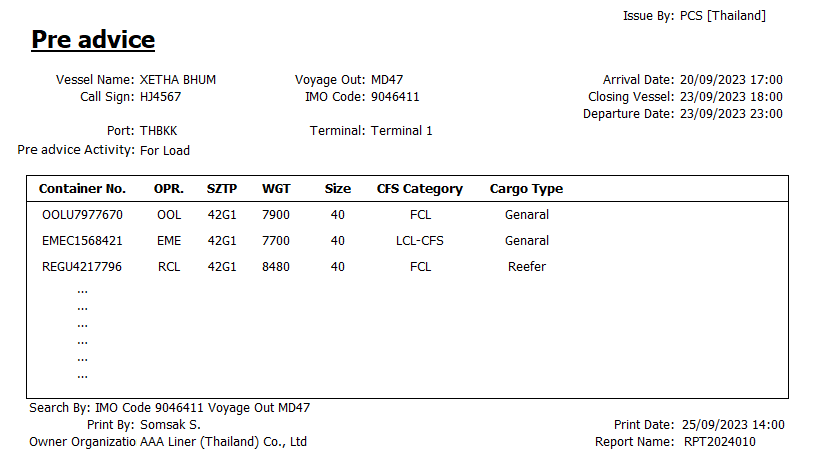 Issue By: PCS [Thailand]
Pre advice
Vessel Name: XETHA BHUM Voyage Out: MD47 Arrival Date: 20/09/2023 17:00
Call Sign: HJ4567 IMO Code: 9046411 Closing Vessel: 23/09/2023 18:00
Departure Date: 23/09/2023 23:00
Port: THBKK Terminal: Terminal 1
Pre advice Activity: For Load
Container No. OPR. SZTP WGT Size CFS Category Cargo Type
OOLU7977670 OOL 42G1 7900 40 FCL Genaral
EMEC1568421 EME 42G1 7700 40 LCL-CFS Genaral
REGU4217796 RCL 42G1 8480 40 FCL Reefer
...
...
...
...
...
...
Search By: IMO Code 9046411 Voyage Out MD47
Print By: Somsak S. Print Date: 25/09/2023 14:00
Owner Organizatio AAA Liner (Thailand) Co., Ltd Report Name: RPT2024010